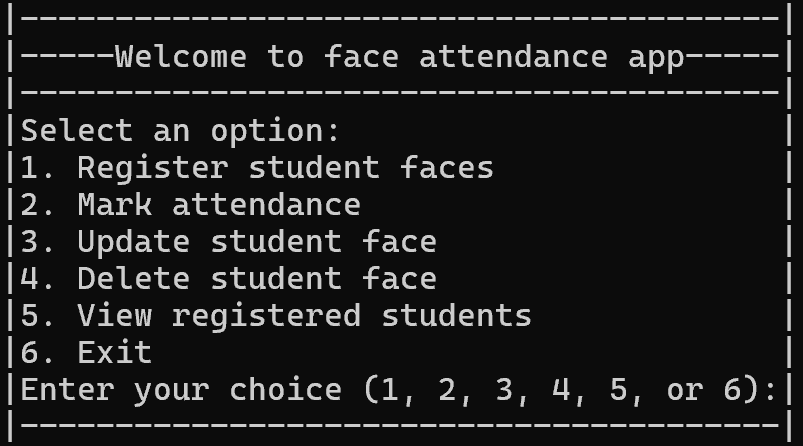 |----------------------------------------|
|-----Welcome to face attendance app-----|
|----------------------------------------|
|Select an option:                       |
|1. Register student faces               |
|2. Mark attendance                      |
|3. Update student face                  |
|4. Delete student face                  |
|5. View registered students             |
|6. Exit                                 |
|Enter your choice (1, 2, 3, 4, 5, or 6):|
|----------------------------------------|